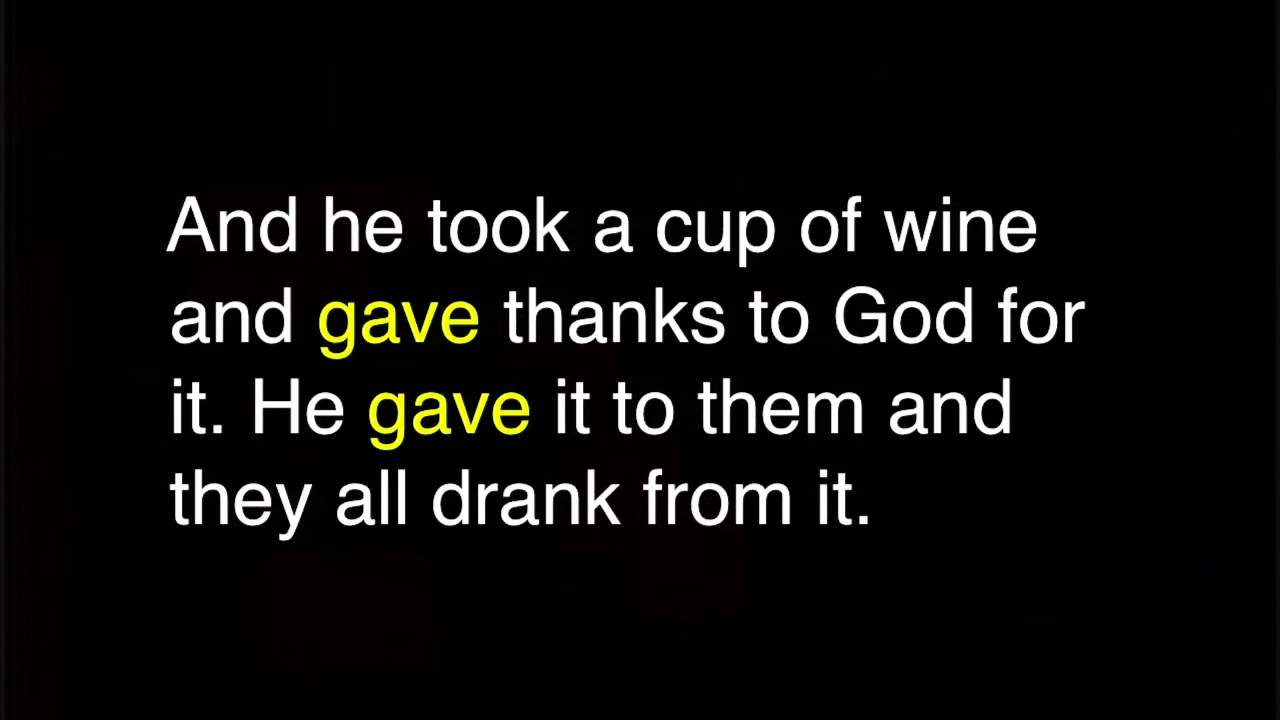 And he took a cup of wine
and gave thanks to God for
it. He gave it to them and
they all drank from it.